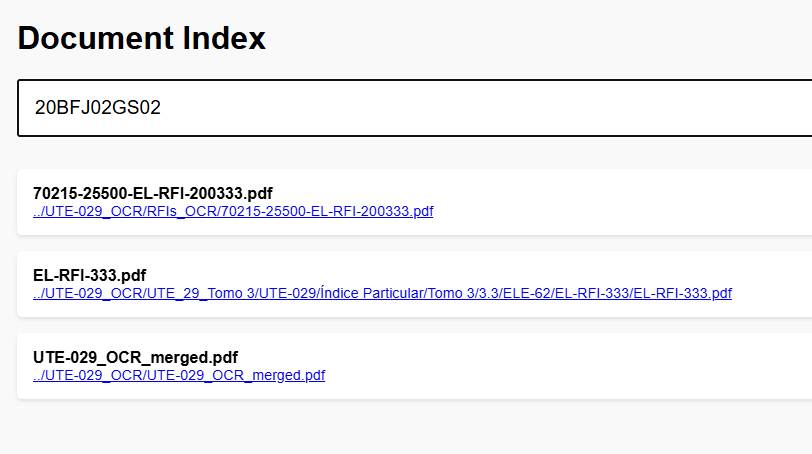 Document Index
20BFJ02GS02
70215-25500-EL-RFI-200333.pdf
../UTE-029_OCR/RFIs_OCR/70215-25500-EL-RFI-200333.pdf
EL-RFI-333.pdf
../UTE-029_OCR/UTE_29_Tomo 3/UTE-029/Índice Particular/Tomo 3/3.3/ELE-62/EL-RFI-333/EL-RFI-333.pdf
UTE-029_OCR_merged.pdf
../UTE-029_OCR/UTE-029_OCR_merged.pdf